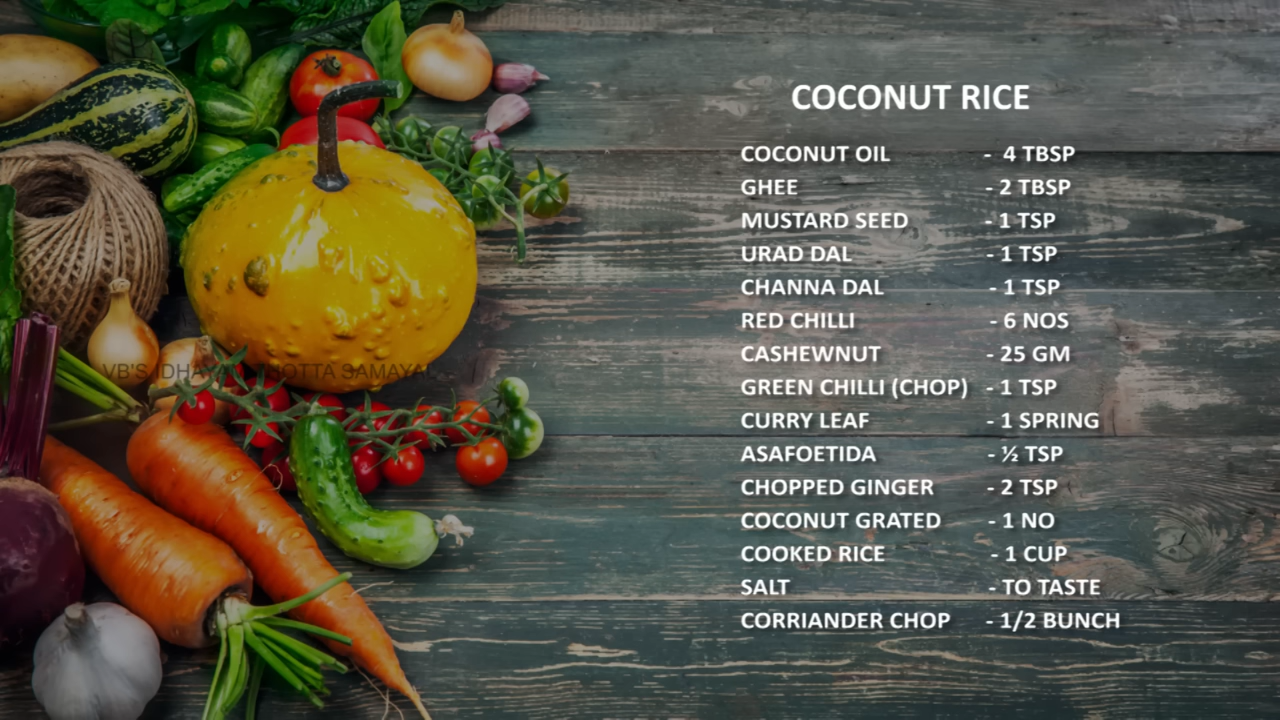 COCONUT RICE
COCONUT OIL - 4 TBSP
GHEE - 2 TBSP
MUSTARD SEED - 1 TSP
URAD DAL - 1 TSP
CHANNA DAL - 1 TSP
RED CHILLI - 6 NOS
CASHEWNUT - 25 GM
GREEN CHILLI (CHOP) - 1 TSP
CURRY LEAF - 1 SPRING
ASAFOETIDA - ½ TSP
CHOPPED GINGER - 2 TSP
COCONUT GRATED - 1 NO
COOKED RICE - 1 CUP
SALT - TO TASTE
CORRIANDER CHOP - 1/2 BUNCH
VB'S